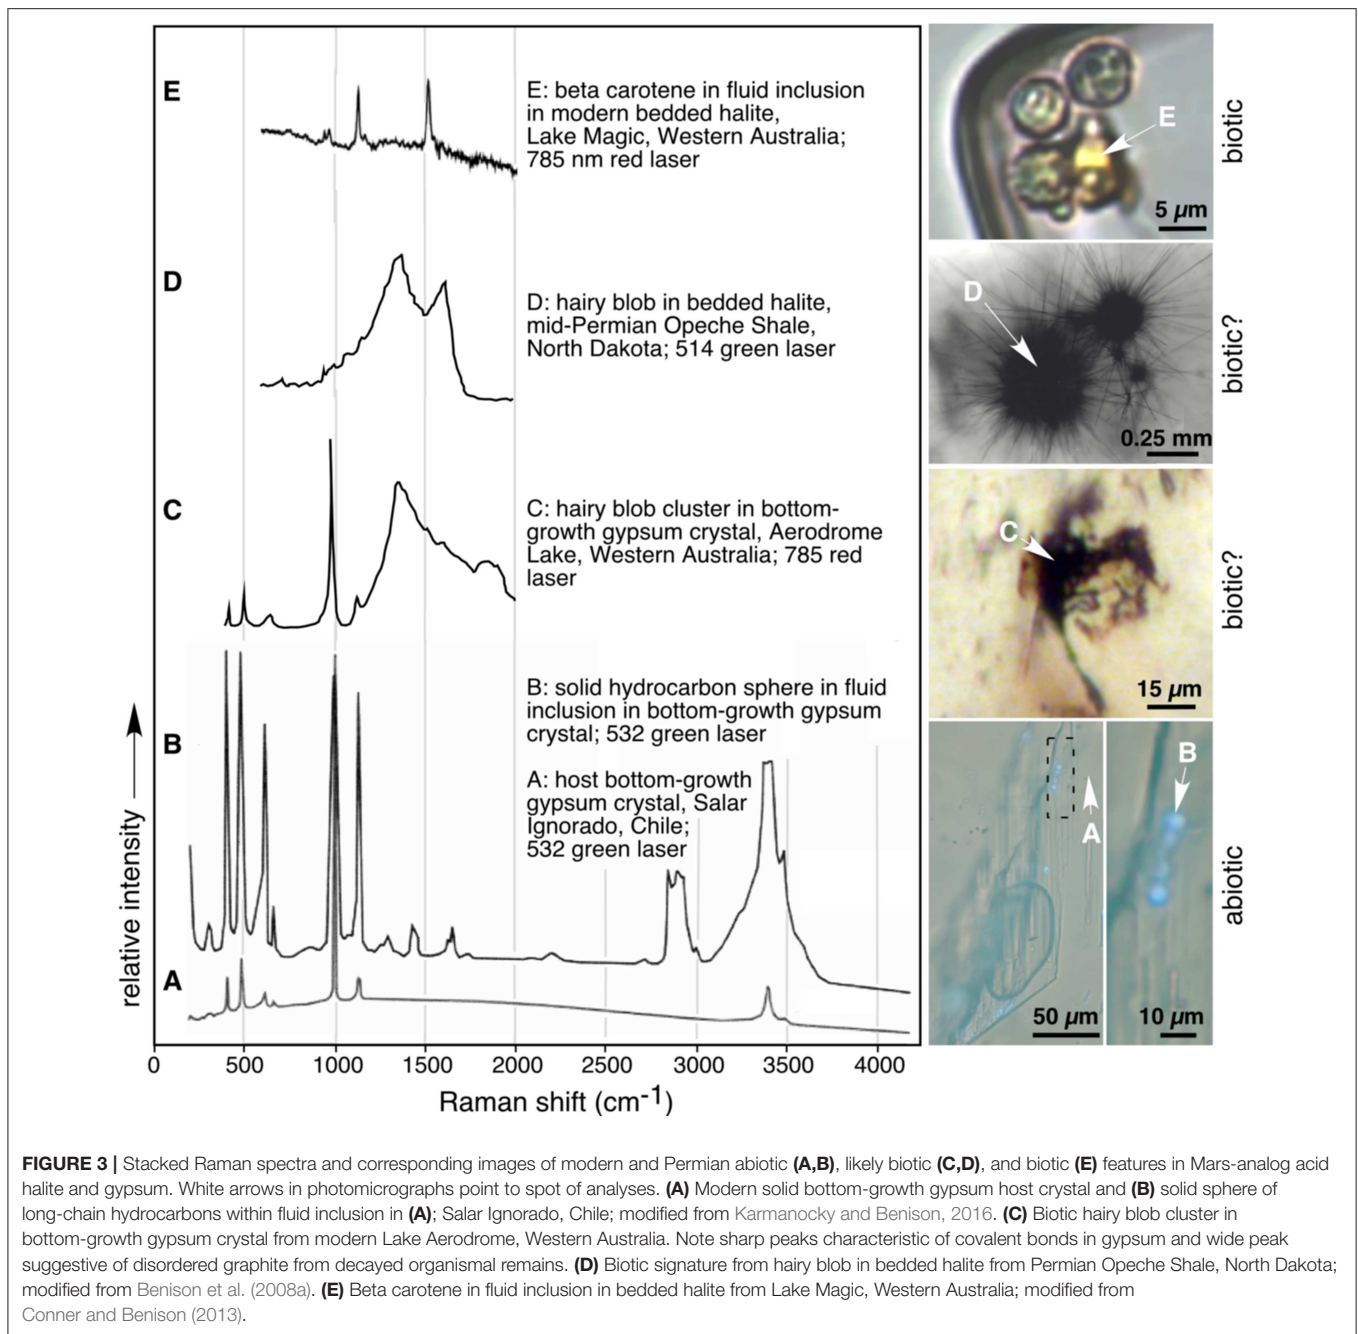 E
E: beta carotene in fluid inclusion
in modern bedded halite,
Lake Magic, Western Australia;
785 nm red laser
D
D: hairy blob in bedded halite,
mid-Permian Opeche Shale,
North Dakota; 514 green laser
C
C: hairy blob cluster in bottom-
growth gypsum crystal, Aerodrome
Lake, Western Australia; 785 red
laser
B
B: solid hydrocarbon sphere in fluid
inclusion in bottom-growth gypsum
crystal; 532 green laser
A: host bottom-growth
gypsum crystal, Salar
Ignorado, Chile;
532 green laser
A
relative intensity
0 500 1000 1500 2000 2500 3000 3500 4000
Raman shift (cm-1)
E
5 µm
biotic
D
0.25 mm
biotic?
C
15 µm
biotic?
A
50 µm
B
10 µm
abiotic
FIGURE 3 | Stacked Raman spectra and corresponding images of modern and Permian abiotic (A,B), likely biotic (C,D), and biotic (E) features in Mars-analog acid
halite and gypsum. White arrows in photomicrographs point to spot of analyses. (A) Modern solid bottom-growth gypsum host crystal and (B) solid sphere of
long-chain hydrocarbons within fluid inclusion in (A); Salar Ignorado, Chile; modified from Karmanocky and Benison, 2016. (C) Biotic hairy blob cluster in
bottom-growth gypsum crystal from modern Lake Aerodrome, Western Australia. Note sharp peaks characteristic of covalent bonds in gypsum and wide peak
suggestive of disordered graphite from decayed organismal remains. (D) Biotic signature from hairy blob in bedded halite from Permian Opeche Shale, North Dakota;
modified from Benison et al. (2008a). (E) Beta carotene in fluid inclusion in bedded halite from Lake Magic, Western Australia; modified from
Conner and Benison (2013).